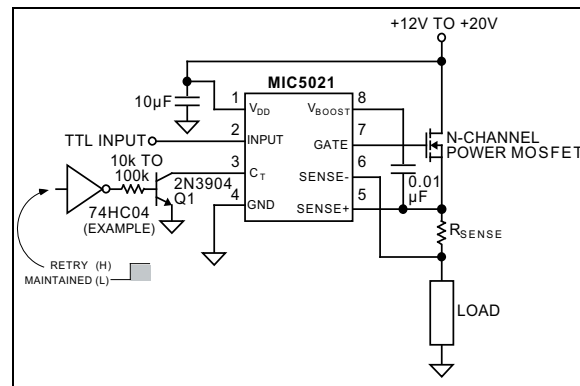 +12V TO +20V
MIC5021
10µF
1
VDD
VBOOST
8
TTL INPUT
2
INPUT
GATE
7
N-CHANNEL
POWER MOSFET
10k TO
100k
3
CT
SENSE-
6
2N3904
Q1
0.01
µF
4
GND
SENSE+
5
74HC04
(EXAMPLE)
RSENSE
RETRY (H)
MAINTAINED (L)
LOAD